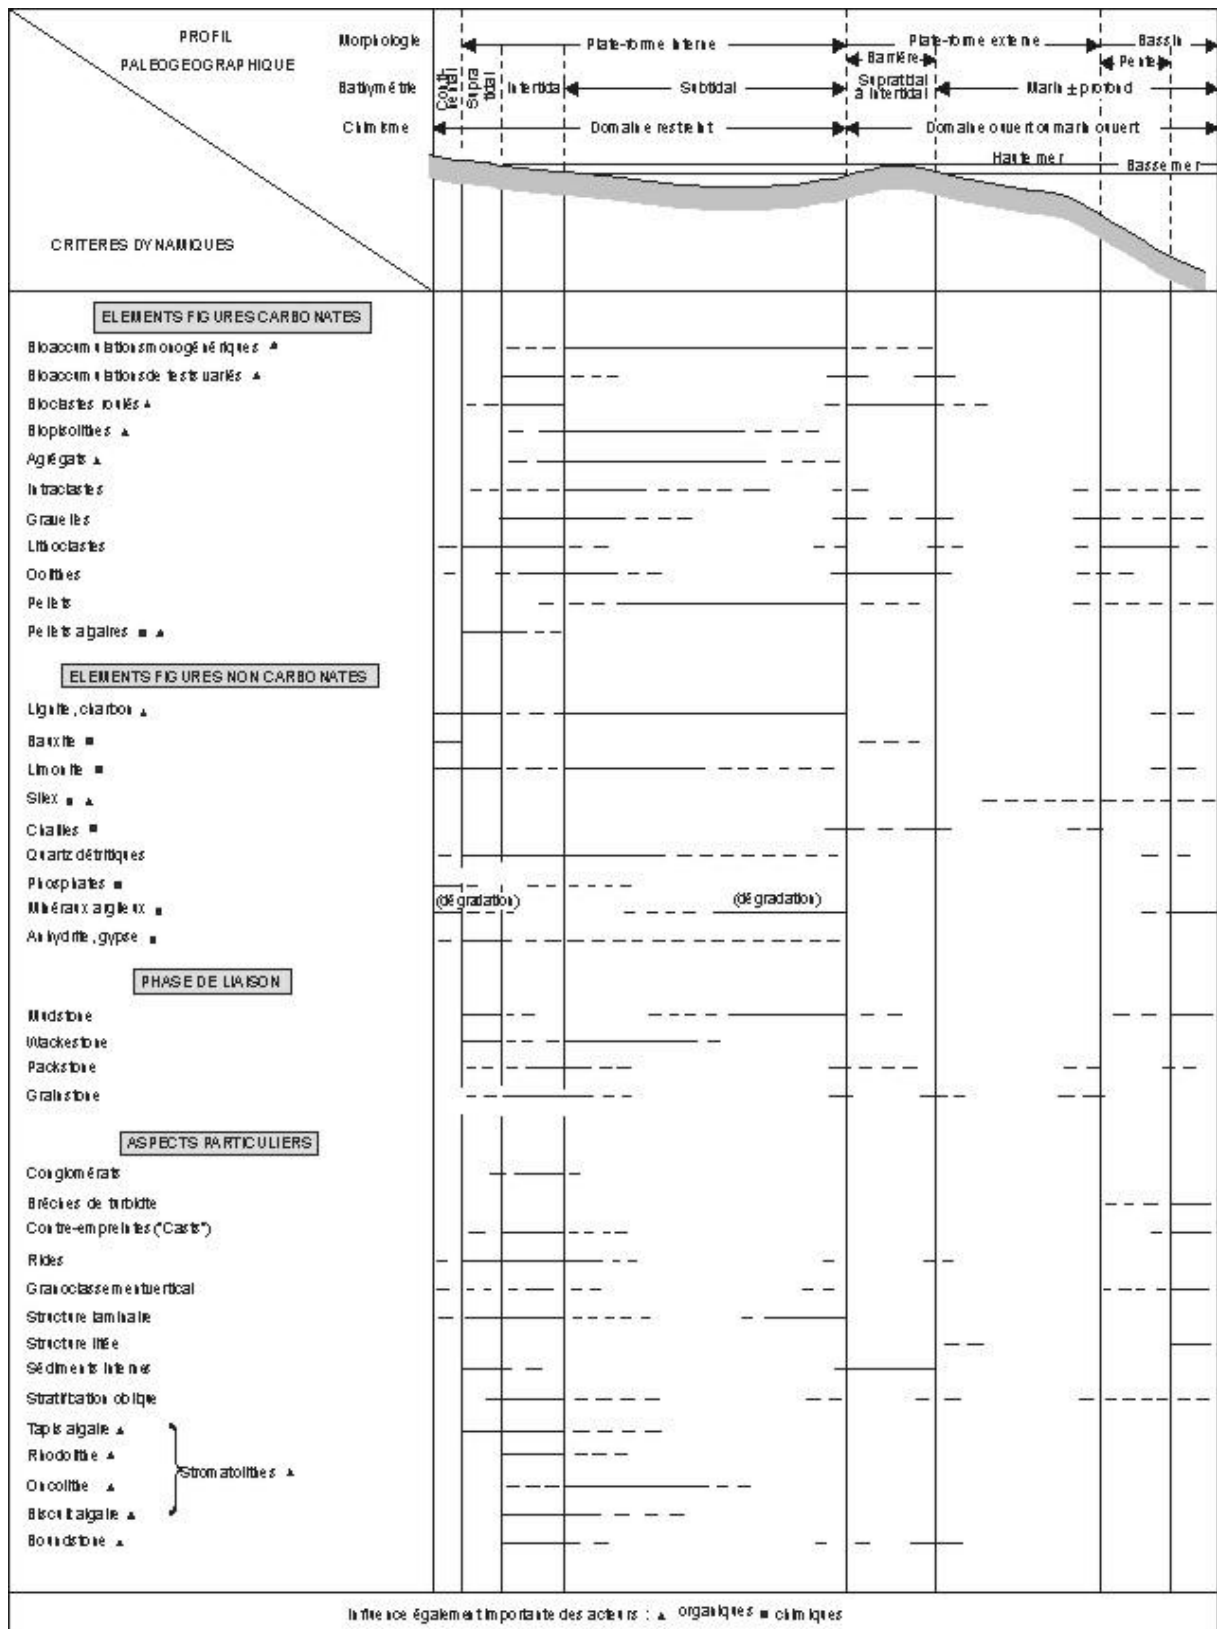 PROFIL
PALEOGEOGRAPHIQUE
Morphologie
Plate-forme interne
Plate-forme externe
Bassin
Barrière
Pente
Bathymétrie
Continental
Supra
tidal
Intertidal
Subtidal
Supratidal
à Intertidal
Marin ± profond
Chimisme
Domaine restreint
Domaine ouvert ou marin ouvert
Haute mer
Basse mer
CRITERES DYNAMIQUES
ELEMENTS FIGURES CARBONATES
Bioaccumulations monogéniques ▲
Bioaccumulations de tests variés ▲
Bioclastes roulés ▲
Biopisolithes ▲
Agrégats ▲
Intraclastes
Gravelles
Lithoclastes
Oolithes
Pellets
Pellets algaires ■ ▲
ELEMENTS FIGURES NON CARBONATES
Lignite, charbon ▲
Bauxite ■
Limonite ■
Silex ■ ▲
Chailles ■
Quartz détritiques
Phosphates ■
(dégradation)
(dégradation)
Minéraux argileux ■
Anhydrite, gypse ■
PHASE DE LIAISON
Mudstone
Wackestone
Packstone
Grainstone
ASPECTS PARTICULIERS
Conglomérats
Brèches de turbidte
Contre-empreintes ("Casts")
Rides
Granoclassement vertical
Structure laminaire
Structure litée
Sédiments internes
Stratification oblique
Tapis algaire ▲
Rhodolithe ▲
Stromatolithes ▲
Oncolithe ▲
Biscuit algaire ▲
Boundstone ▲
Influence également importante des acteurs : ▲ organiques ■ chimiques